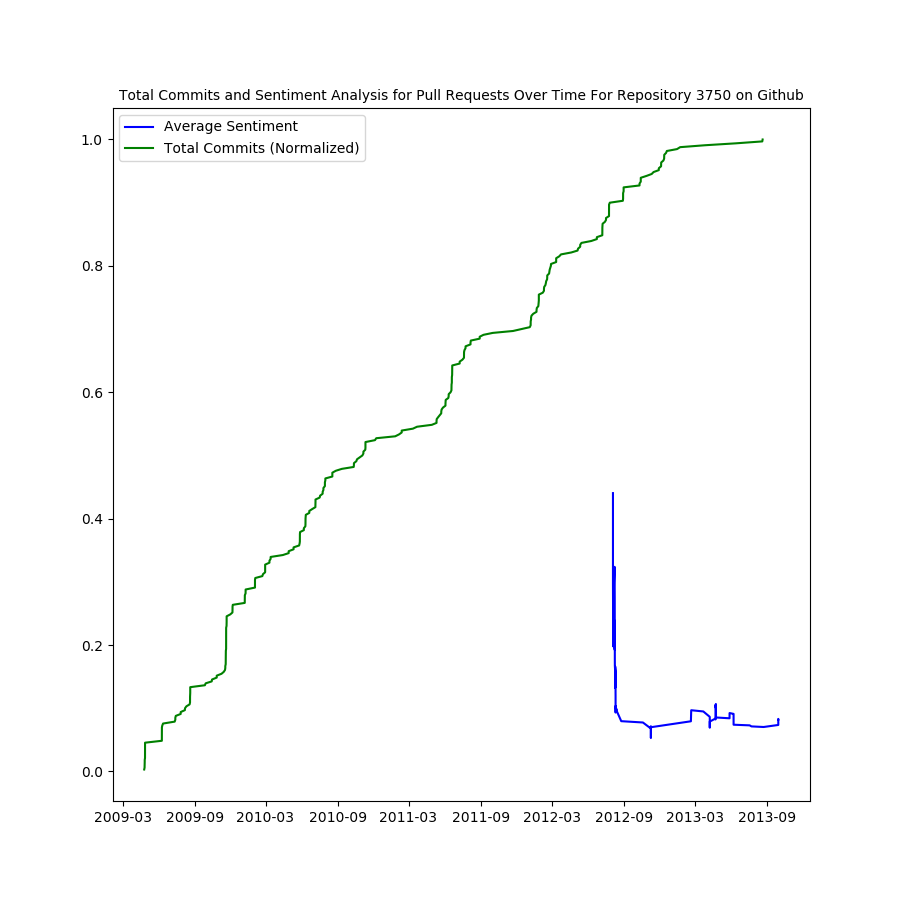 Total Commits and Sentiment Analysis for Pull Requests Over Time For Repository 3750 on Github
Average Sentiment
Total Commits (Normalized)
1.0
0.8
0.6
0.4
0.2
0.0
2009-03 2009-09 2010-03 2010-09 2011-03 2011-09 2012-03 2012-09 2013-03 2013-09